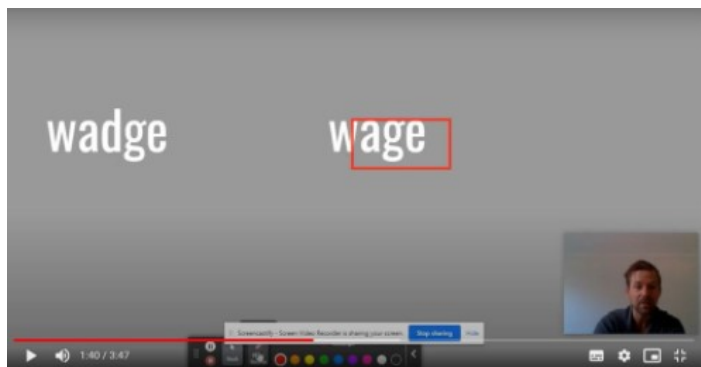 wadge wage
Screencastify - Screen Video Recorder is sharing your screen. Stop sharing Hide
1:40 / 3:47